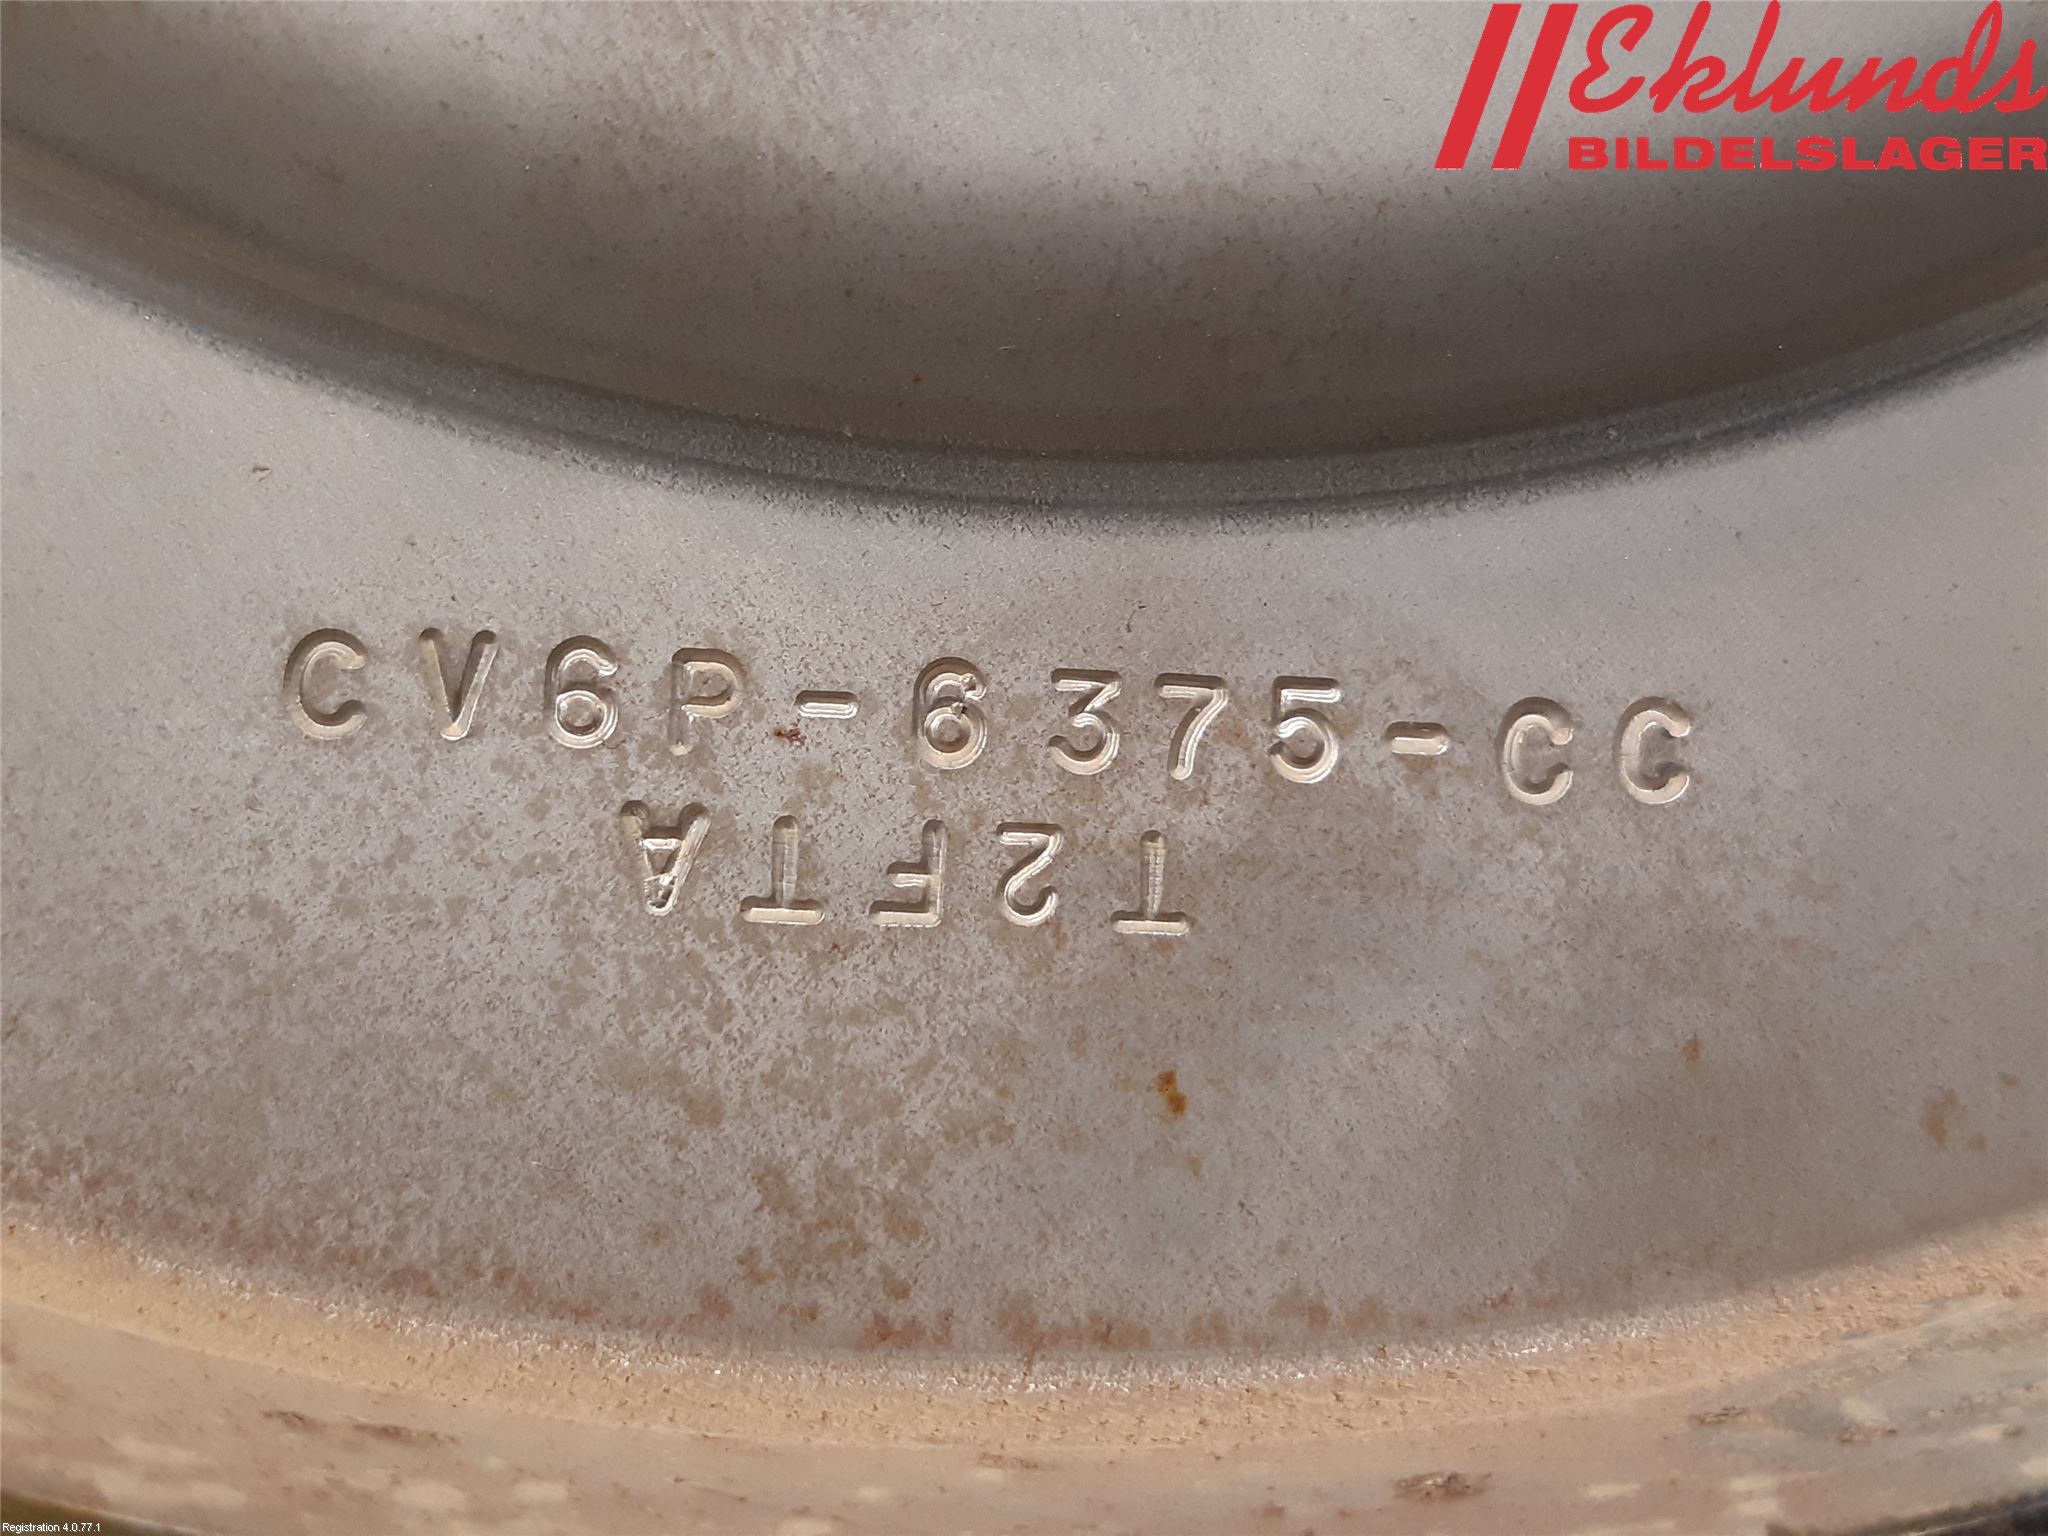 Eklunds
BILDELSLAGER
CV6P-6375-CC
T2FTA
Registration 4.0.77.1